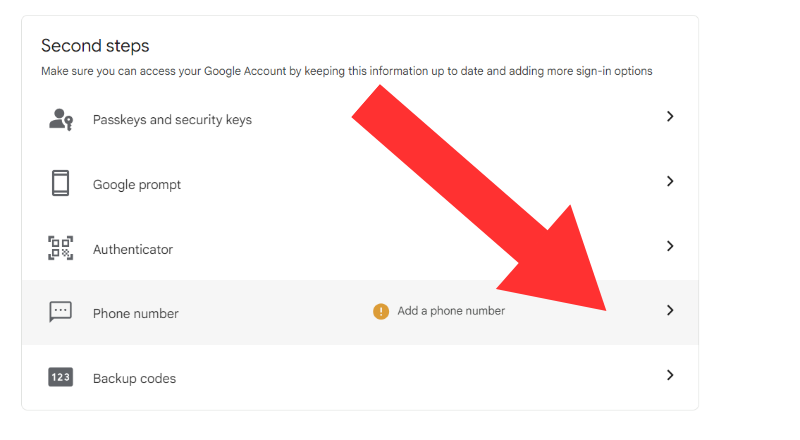 Second steps
Make sure you can access your Google Account by keeping this information up to date and adding more sign-in options
Passkeys and security keys
Google prompt
Authenticator
Phone number
! Add a phone number
123 Backup codes